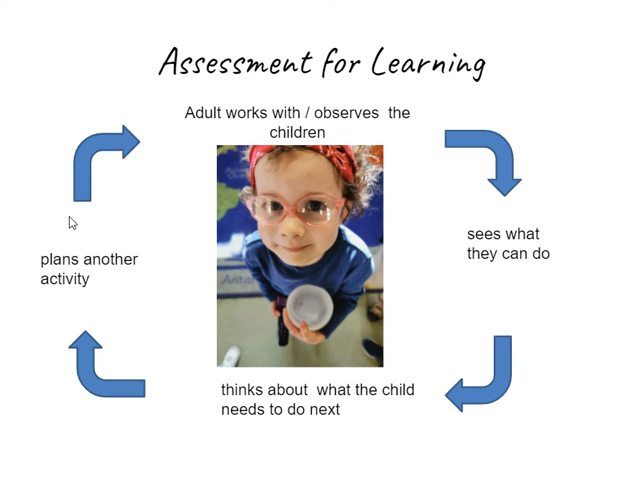 Assessment for Learning
Adult works with / observes the
children
sees what
they can do
plans another
activity
thinks about what the child
needs to do next